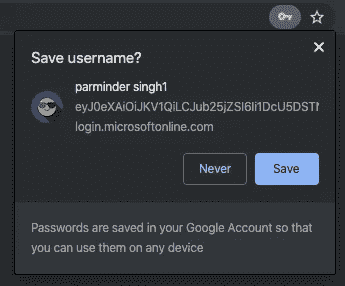 Save username?
parminder singh1
eyJ0eXAiOiJKV1QiLCJub25jZSI6Ii1DcU5DSTN
login.microsoftonline.com
Never
Save
Passwords are saved in your Google Account so that
you can use them on any device